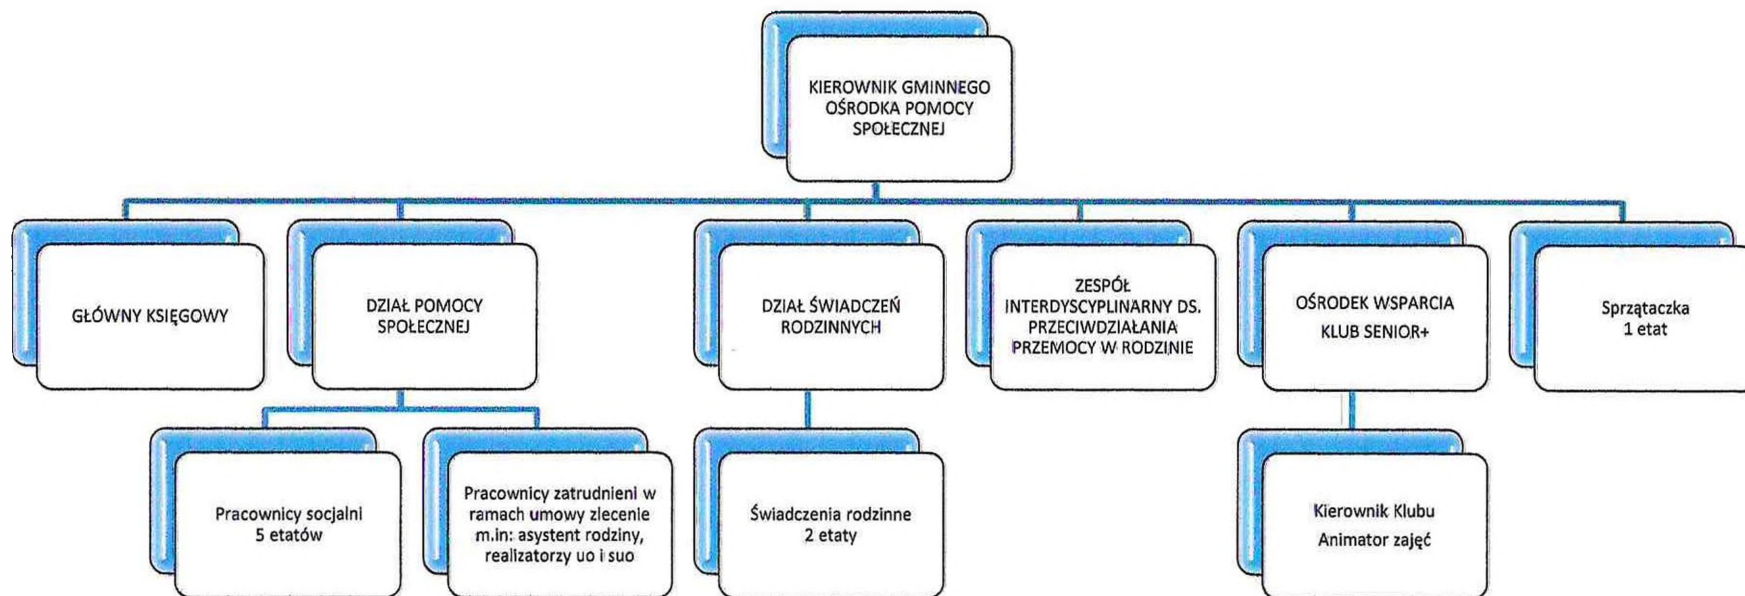 KIEROWNIK GMINNEGO
OŚRODKA POMOCY
SPOŁECZNEJ
GŁÓWNY KSIĘGOWY
DZIAŁ POMOCY
SPOŁECZNEJ
DZIAŁ ŚWIADCZEŃ
RODZINNYCH
ZESPÓŁ
INTERDYSCYPLINARNY DS.
PRZECIWDZIAŁANIA
PRZEMOCY W RODZINIE
OŚRODEK WSPARCIA
KLUB SENIOR+
Sprzątaczka
1 etat
Pracownicy socjalni
5 etatów
Pracownicy zatrudnieni w
ramach umowy zlecenie
m.in: asystent rodziny,
realizatorzy uo i suo
Świadczenia rodzinne
2 etaty
Kierownik Klubu
Animator zajęć